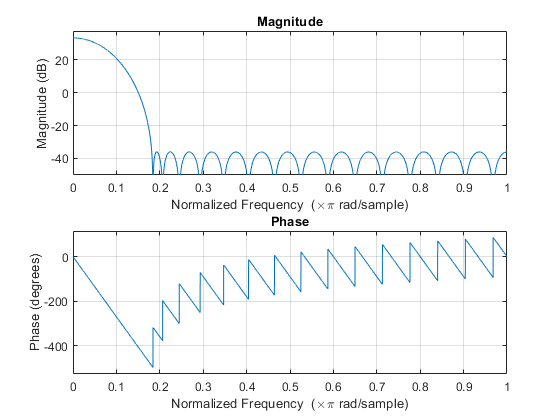 Magnitude
Magnitude (dB)
20
0
-20
-40
0 0.1 0.2 0.3 0.4 0.5 0.6 0.7 0.8 0.9 1
Normalized Frequency (×π rad/sample)
Phase
Phase (degrees)
0
-200
-400
0 0.1 0.2 0.3 0.4 0.5 0.6 0.7 0.8 0.9 1
Normalized Frequency (×π rad/sample)